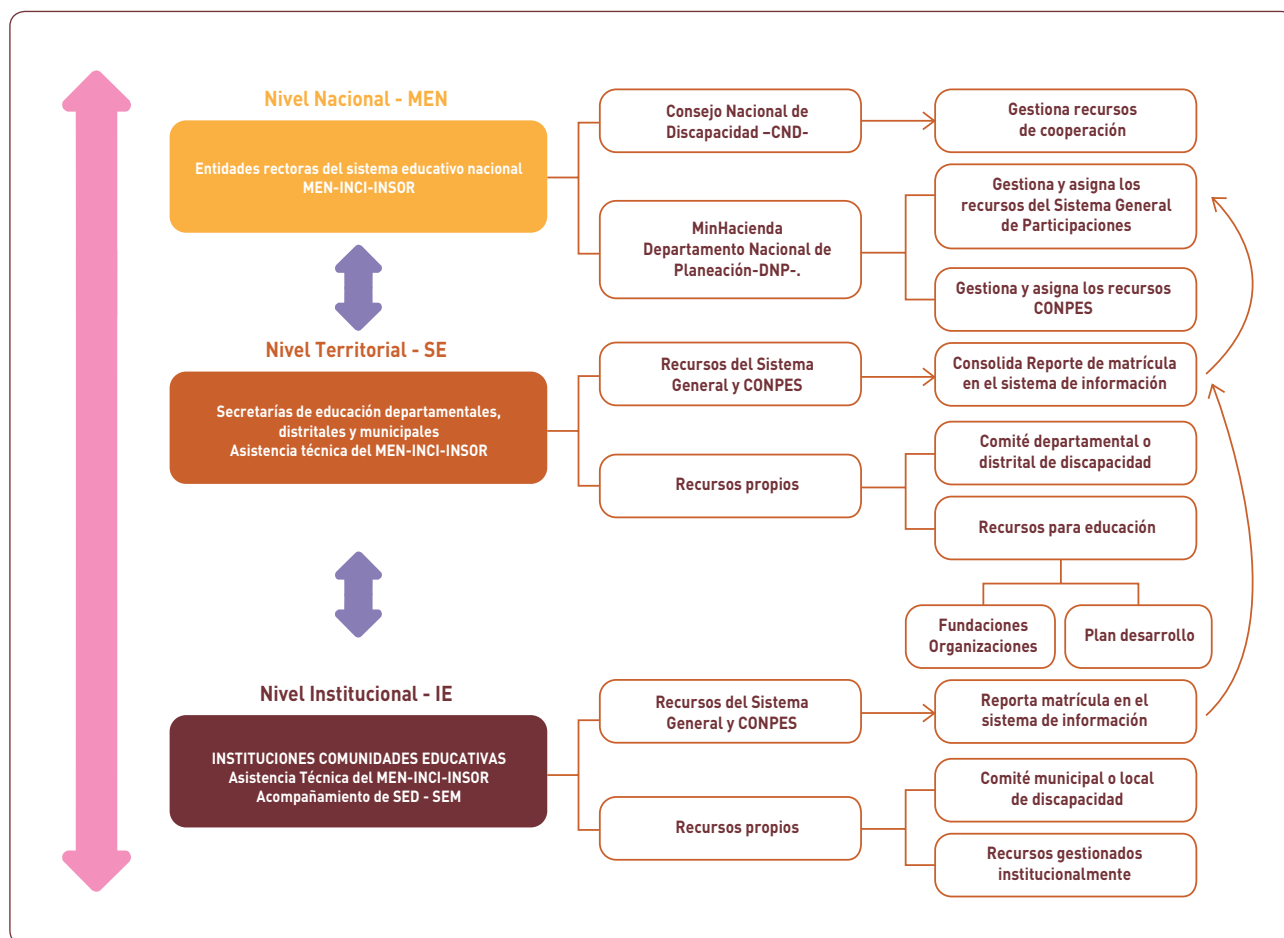 Nivel Nacional - MEN
Entidades rectoras del sistema educativo nacional
MEN-INCI-INSOR
Consejo Nacional de
Discapacidad –CND-
Gestiona recursos
de cooperación
MinHacienda
Departamento Nacional de
Planeación-DNP-.
Gestiona y asigna los
recursos del Sistema General
de Participaciones
Gestiona y asigna los recursos
CONPES
Nivel Territorial - SE
Secretarías de educación departamentales,
distritales y municipales
Asistencia técnica del MEN-INCI-INSOR
Recursos del Sistema
General y CONPES
Consolida Reporte de matrícula
en el sistema de información
Recursos propios
Comité departamental o
distrital de discapacidad
Recursos para educación
Fundaciones
Organizaciones
Plan desarrollo
Nivel Institucional - IE
INSTITUCIONES COMUNIDADES EDUCATIVAS
Asistencia Técnica del MEN-INCI-INSOR
Acompañamiento de SED - SEM
Recursos del Sistema
General y CONPES
Reporta matrícula en el
sistema de información
Recursos propios
Comité municipal o local
de discapacidad
Recursos gestionados
institucionalmente